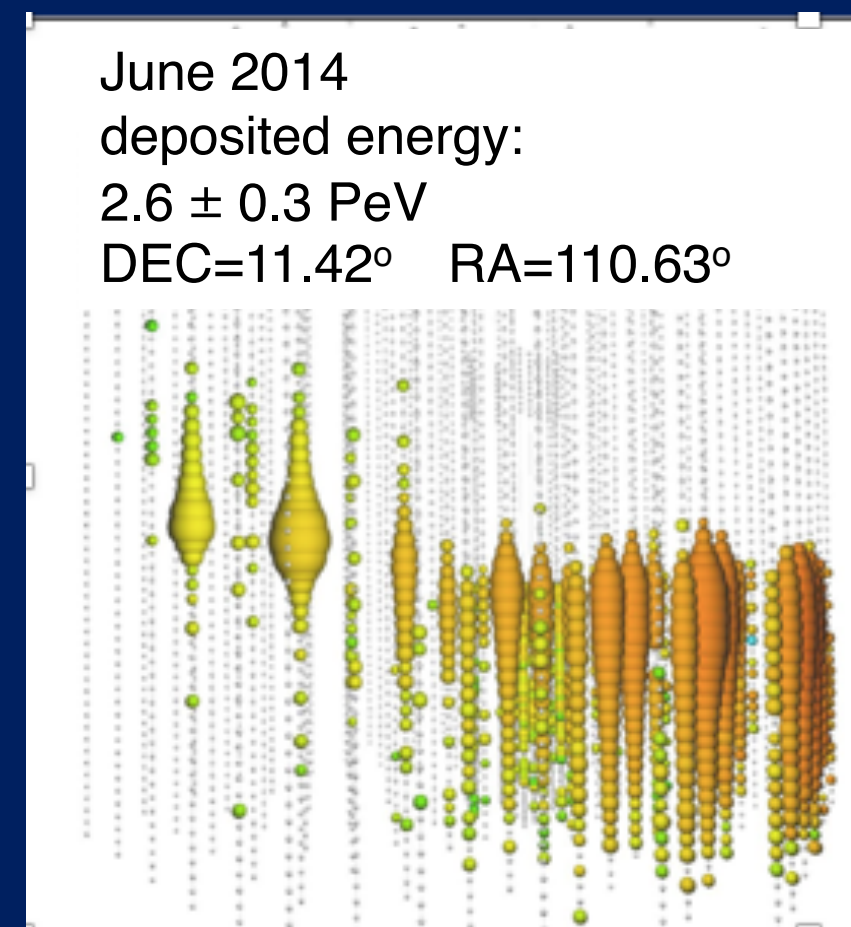 June 2014
deposited energy:
2.6 ± 0.3 PeV
DEC=11.42º RA=110.63º